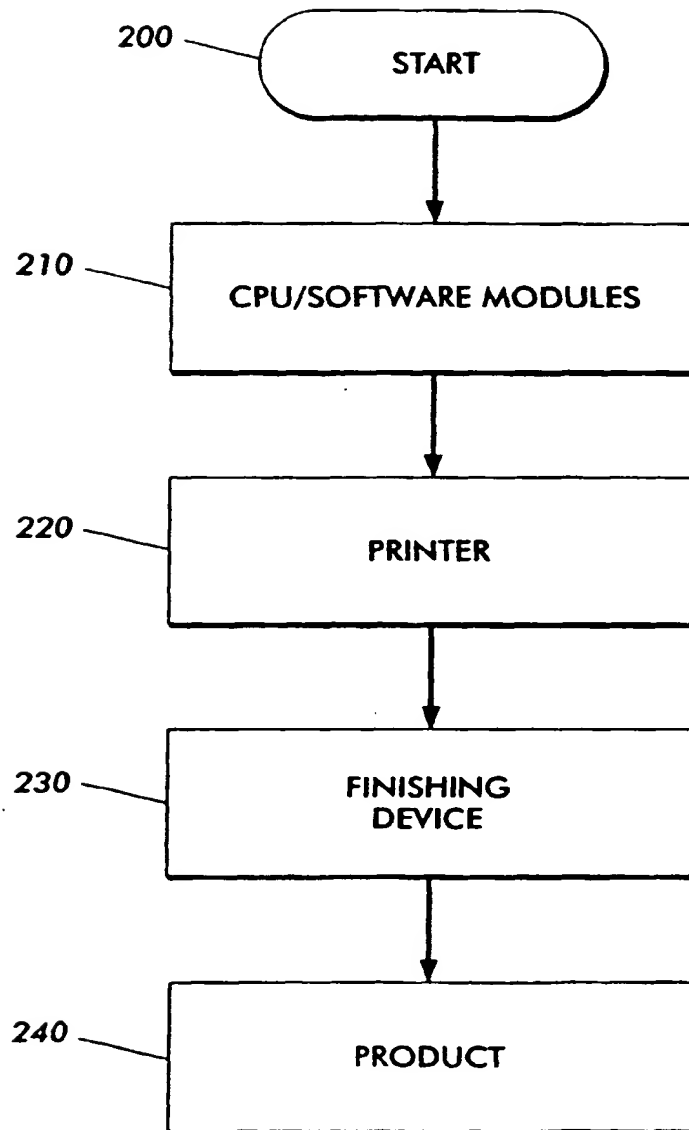 200
START
210
CPU/SOFTWARE MODULES
220
PRINTER
230
FINISHING
DEVICE
240
PRODUCT